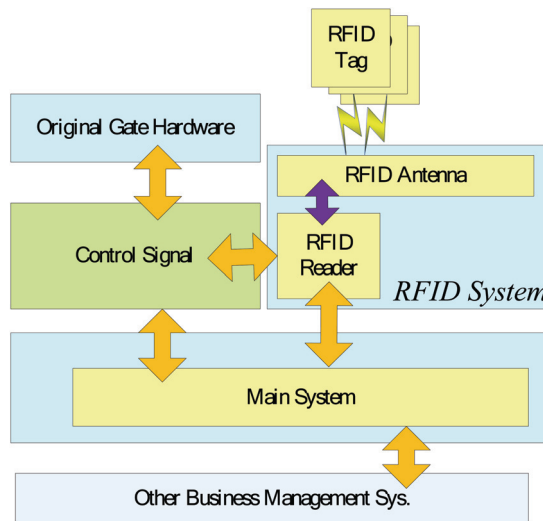 RFID
Tag
Original Gate Hardware
RFID Antenna
Control Signal
RFID
Reader
RFID System
Main System
Other Business Management Sys.